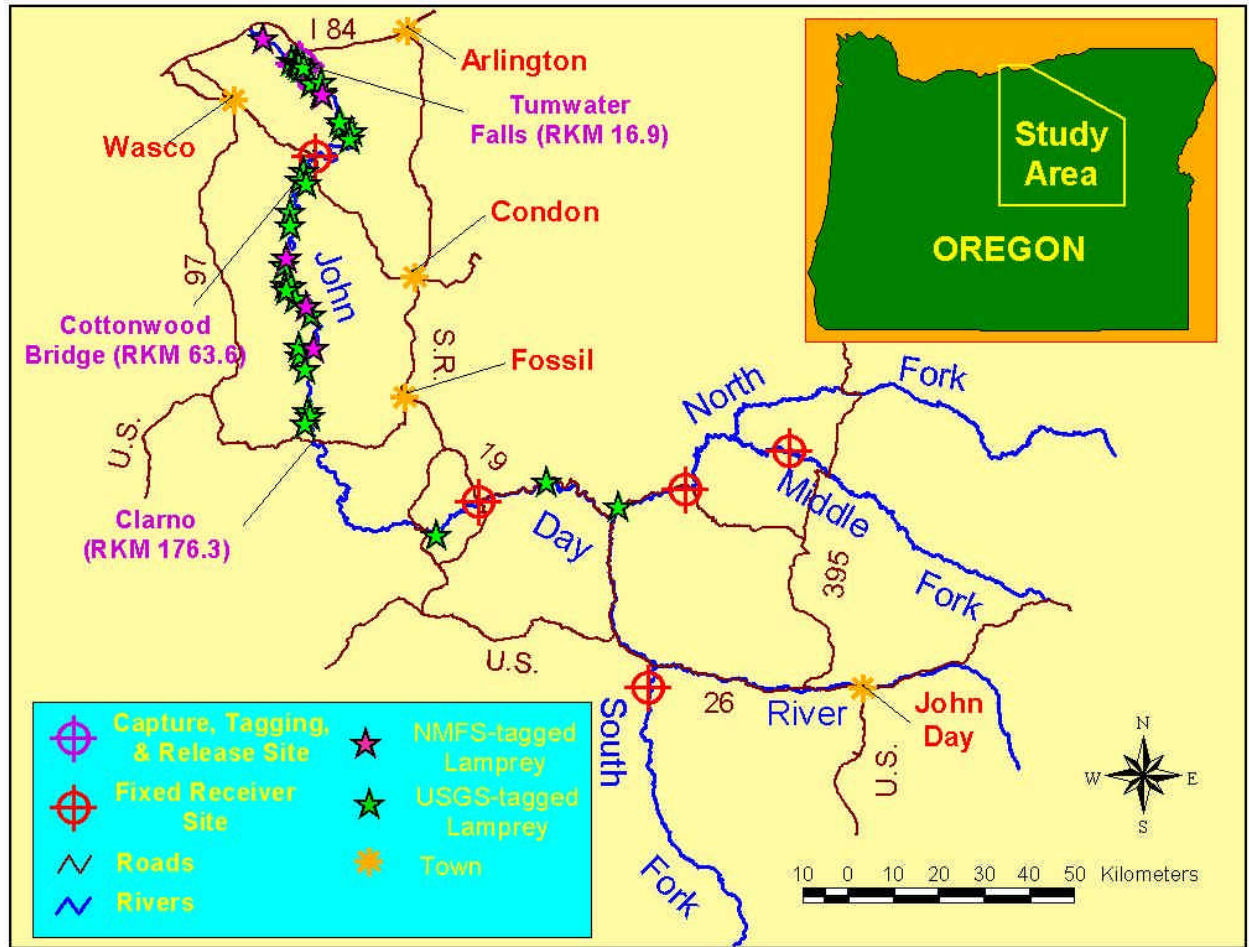 I 84
Arlington
Tumwater
Falls (RKM 16.9)
Wasco
Condon
97
John
Cottonwood
Bridge (RKM 63.6)
S.R.
Fossil
U.S.
19
Clarno
(RKM 176.3)
Day
North
Fork
Middle
Fork
395
U.S.
26
River
John
Day
South
Fork
U.S.
Study
Area
OREGON
Capture, Tagging,
& Release Site
Fixed Receiver
Site
Roads
Rivers
NMFS-tagged
Lamprey
USGS-tagged
Lamprey
Town
N
W E
S
10 0 10 20 30 40 50 Kilometers